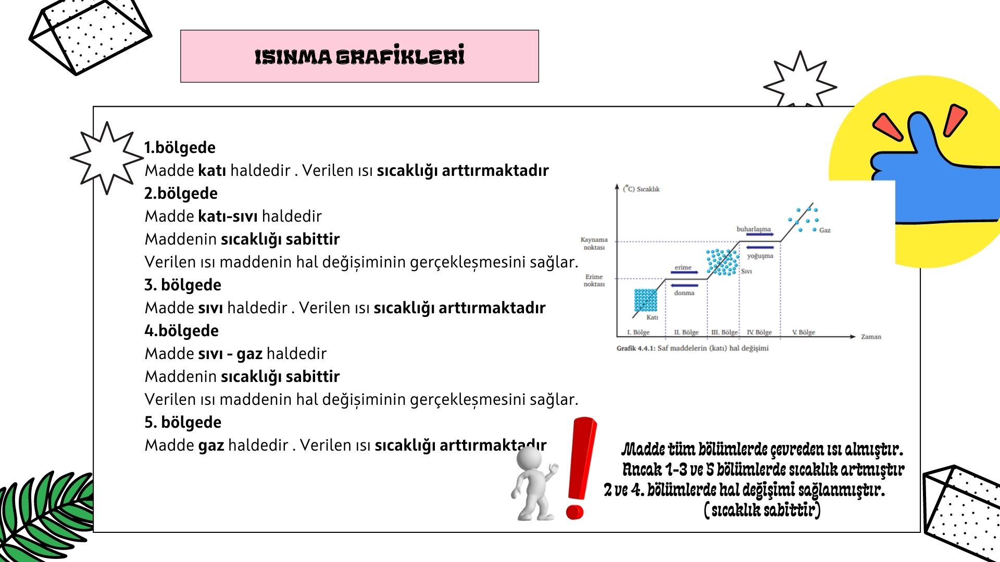 ISINMA GRAFİKLERİ
1.bölgede
Madde katı haldedir . Verilen ısı sıcaklığı arttırmaktadır
2.bölgede
Madde katı-sıvı haldedir
Maddenin sıcaklığı sabittir
Verilen ısı maddenin hal değişiminin gerçekleşmesini sağlar.
3. bölgede
Madde sıvı haldedir . Verilen ısı sıcaklığı arttırmaktadır
4.bölgede
Madde sıvı - gaz haldedir
Maddenin sıcaklığı sabittir
Verilen ısı maddenin hal değişiminin gerçekleşmesini sağlar.
5. bölgede
Madde gaz haldedir . Verilen ısı sıcaklığı arttırmaktadır
(°C) Sıcaklık
buharlaşma
Gaz
Kaynama
noktası
yoğuşma
erime
Sıvı
Erime
noktası
donma
Katı
I. Bölge II. Bölge III. Bölge IV. Bölge V. Bölge
Zaman
Grafik 4.4.1: Saf maddelerin (katı) hal değişimi
Madde tüm bölümlerde çevreden ısı almıştır.
Ancak 1-3 ve 5 bölümlerde sıcaklık artmıştır
2 ve 4. bölümlerde hal değişimi sağlanmıştır.
( sıcaklık sabittir)